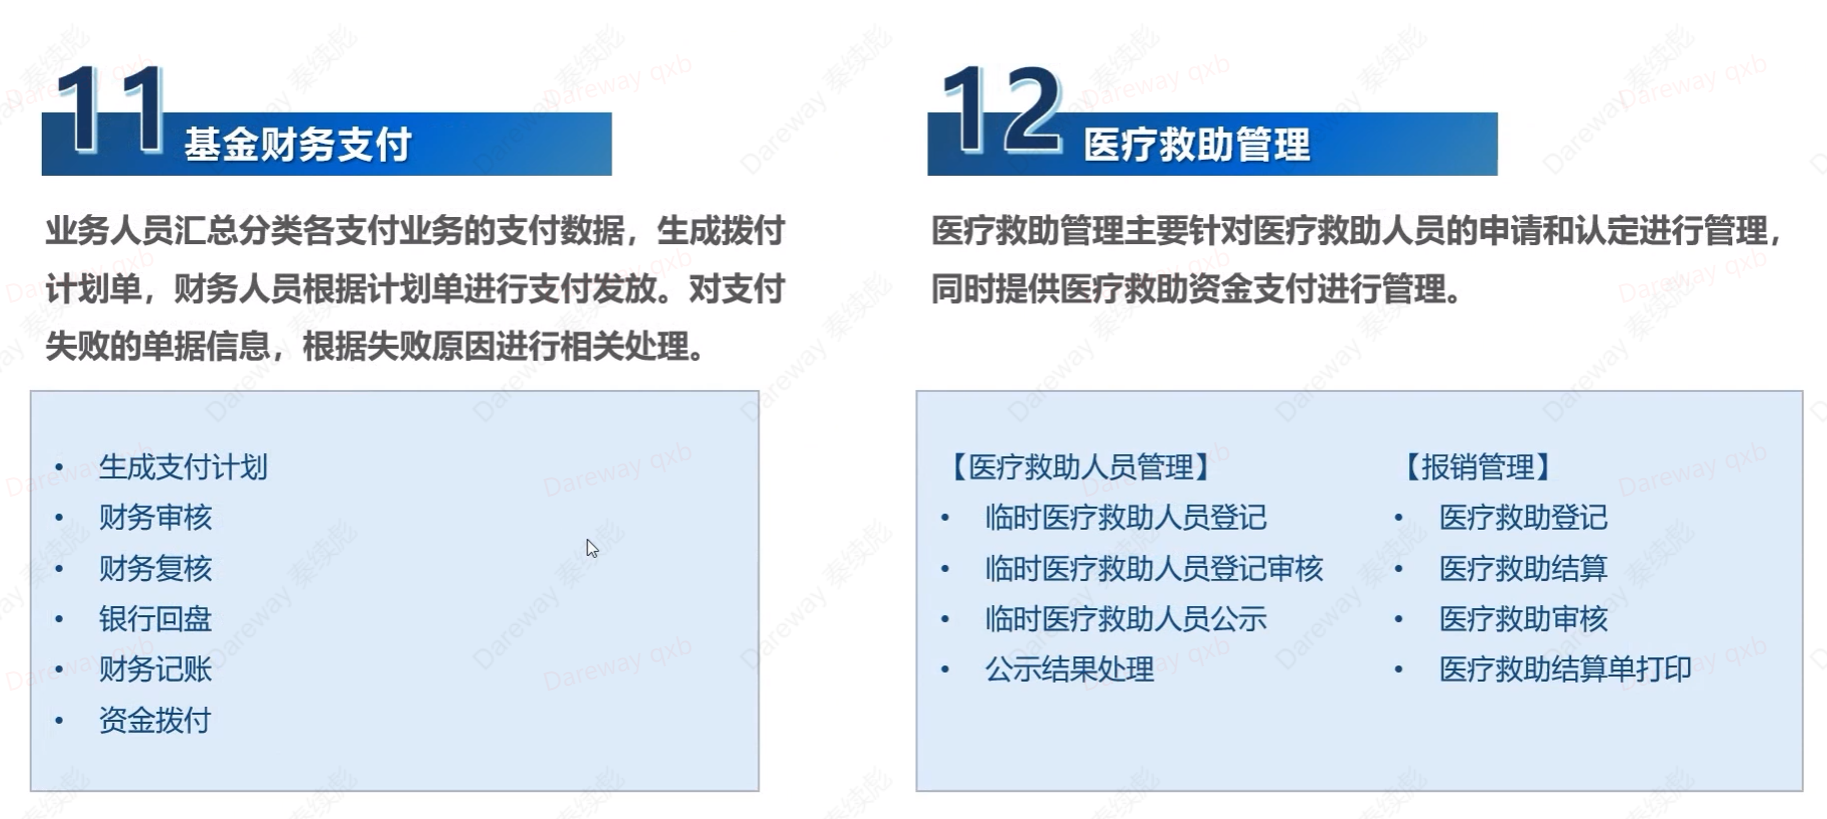 11
基金财务支付
业务人员汇总分类各支付业务的支付数据，生成拨付
计划单，财务人员根据计划单进行支付发放。对支付
失败的单据信息，根据失败原因进行相关处理。
• 生成支付计划
• 财务审核
• 财务复核
• 银行回盘
• 财务记账
• 资金拨付
12
医疗救助管理
医疗救助管理主要针对医疗救助人员的申请和认定进行管理，
同时提供医疗救助资金支付进行管理。
【医疗救助人员管理】
• 临时医疗救助人员登记
• 临时医疗救助人员登记审核
• 临时医疗救助人员公示
• 公示结果处理
【报销管理】
• 医疗救助登记
• 医疗救助结算
• 医疗救助审核
• 医疗救助结算单打印
Dareway 秦续彪
Dareway qxb